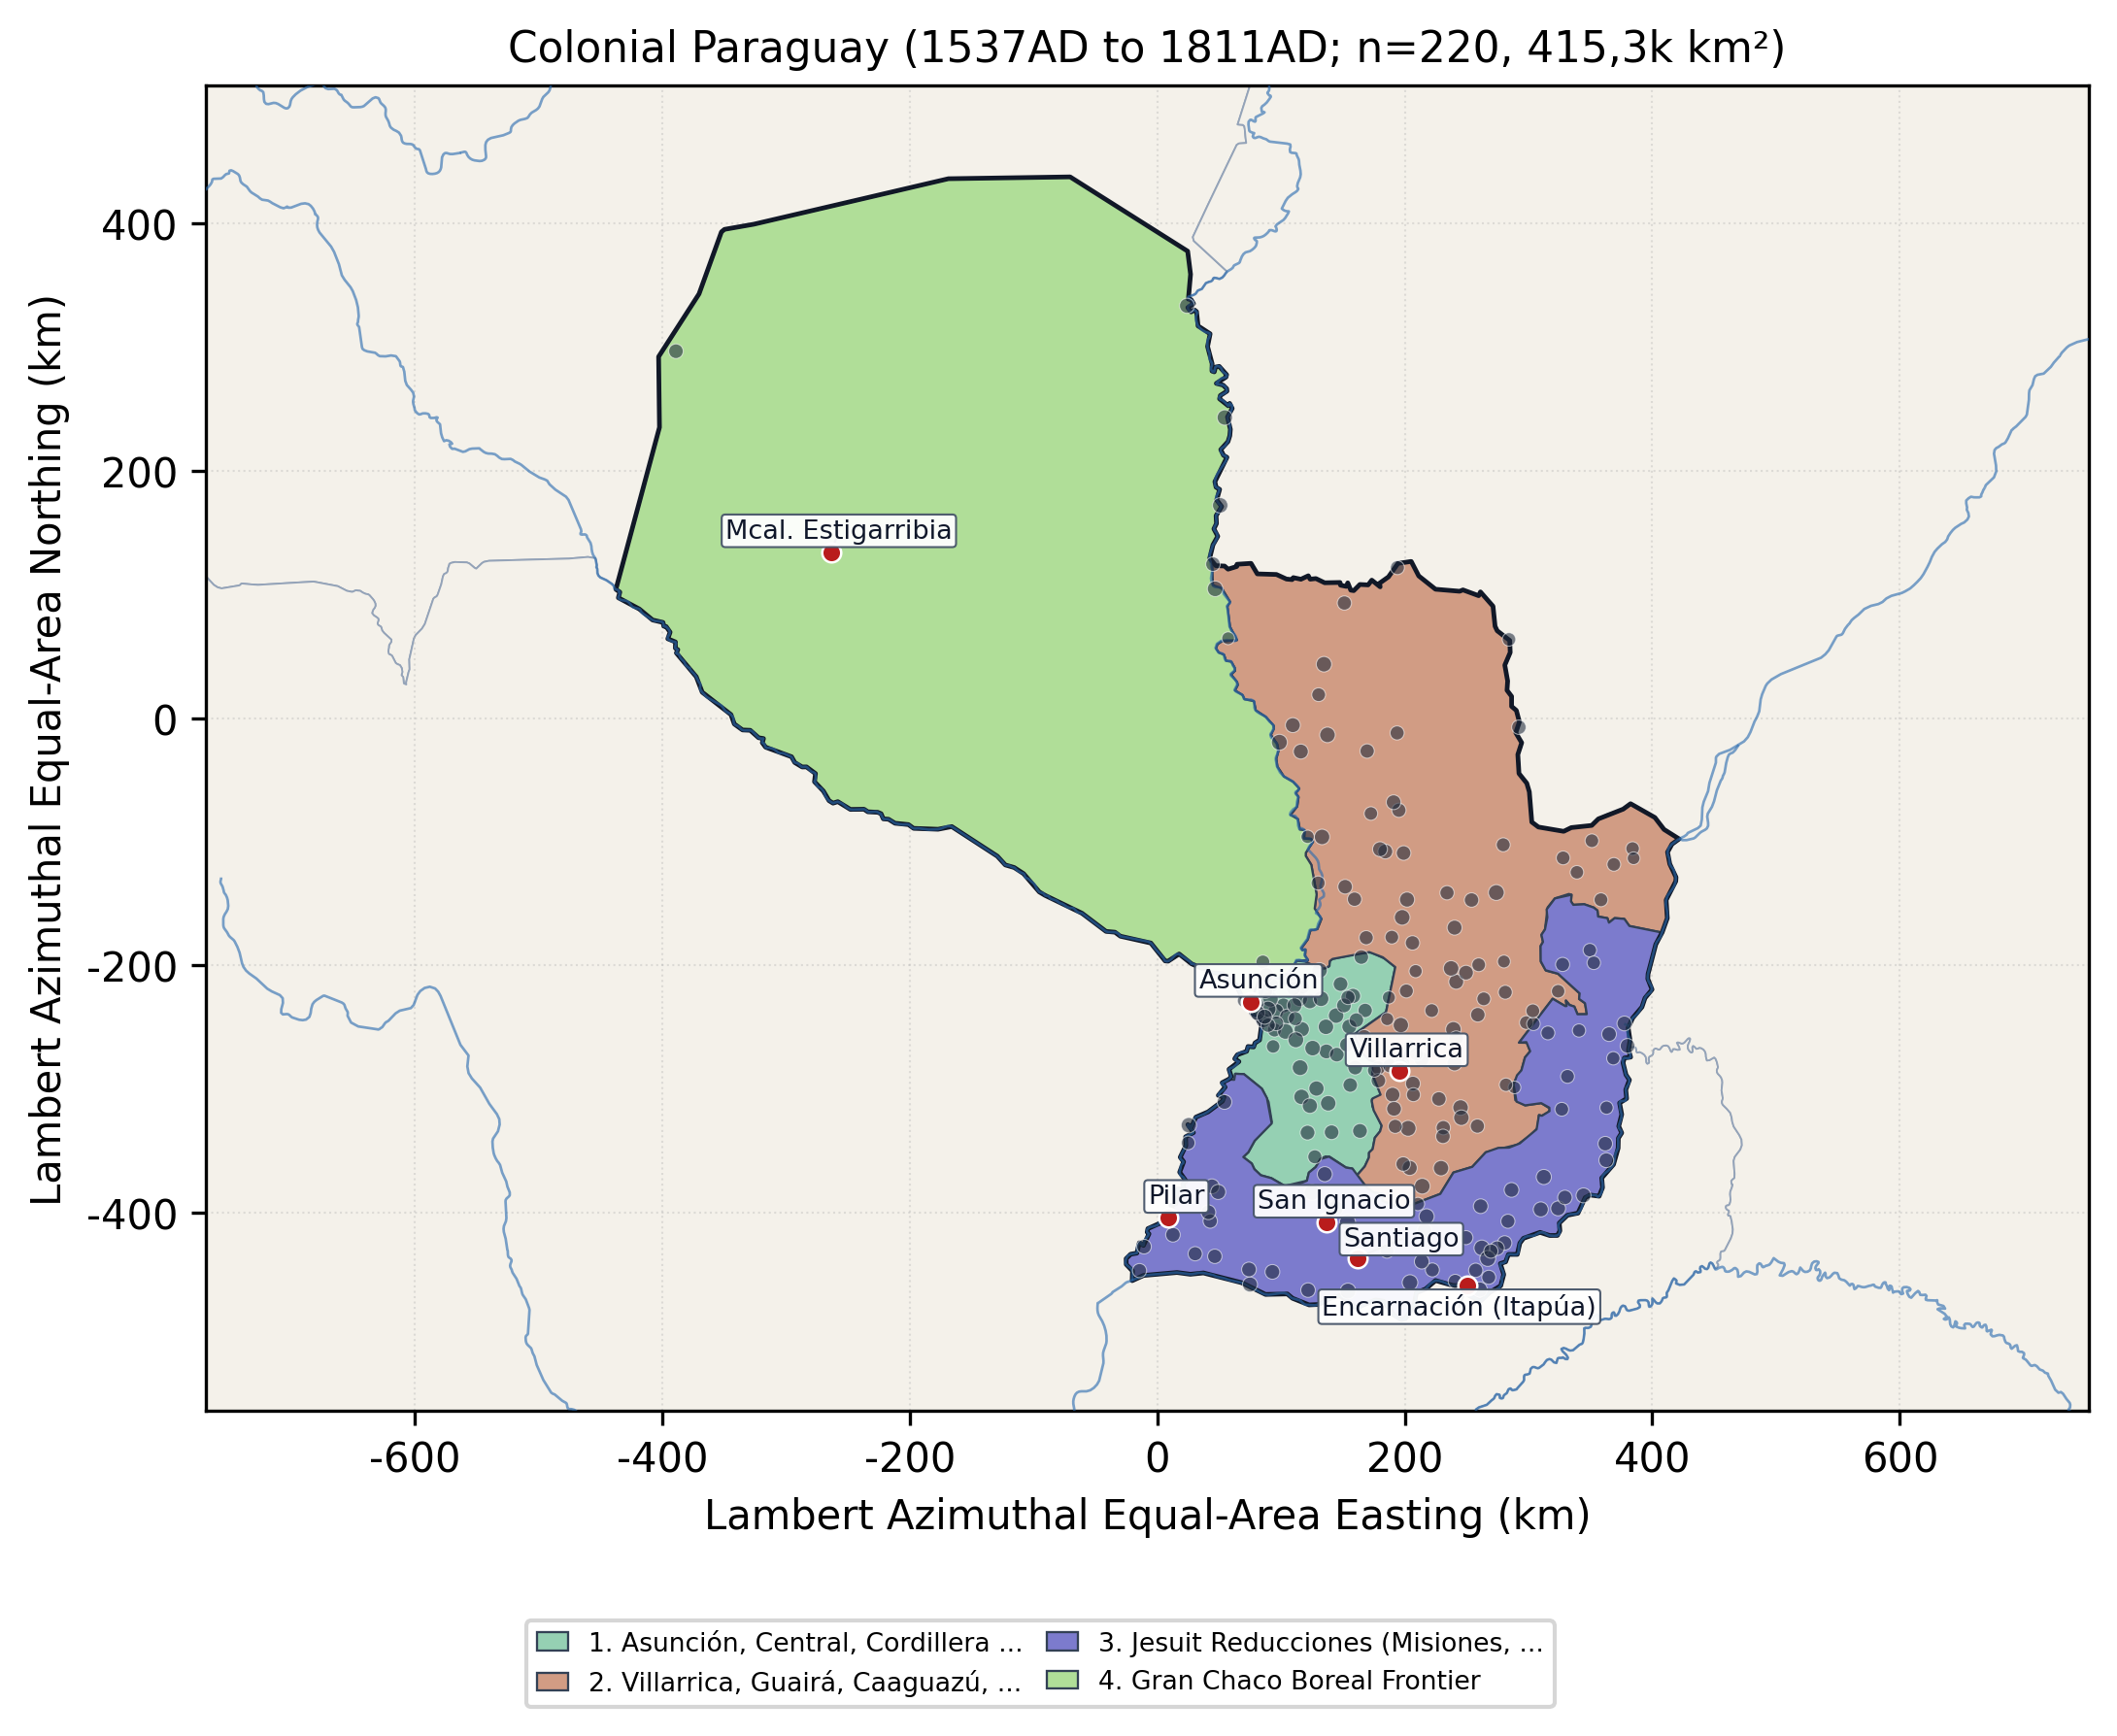 Colonial Paraguay (1537AD to 1811AD; n=220, 415,3k km²)
Lambert Azimuthal Equal-Area Northing (km)
400
200
0
-200
-400
Mcal. Estigarribia
Asunción
Villarrica
Pilar
San Ignacio
Santiago
Encarnación (Itapúa)
-600
-400
-200
0
200
400
600
Lambert Azimuthal Equal-Area Easting (km)
1. Asunción, Central, Cordillera ...
2. Villarrica, Guairá, Caaguazú, ...
3. Jesuit Reducciones (Misiones, ...
4. Gran Chaco Boreal Frontier